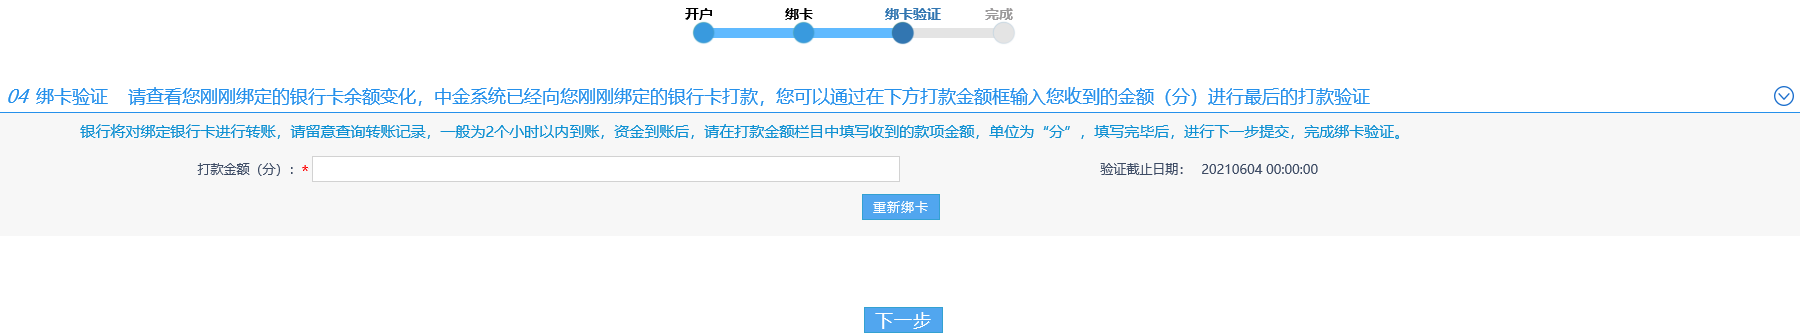 开户 绑卡 绑卡验证 完成
04 绑卡验证 请查看您刚刚绑定的银行卡余额变化，中金系统已经向您刚刚绑定的银行卡打款，您可以通过在下方打款金额框输入您收到的金额（分）进行最后的打款验证
银行将对绑定银行卡进行转账，请留意查询转账记录，一般为2个小时以内到账，资金到账后，请在打款金额栏目中填写收到的款项金额，单位为“分”，填写完毕后，进行下一步提交，完成绑卡验证。
打款金额（分）：* 验证截止日期： 20210604 00:00:00
重新绑卡
下一步